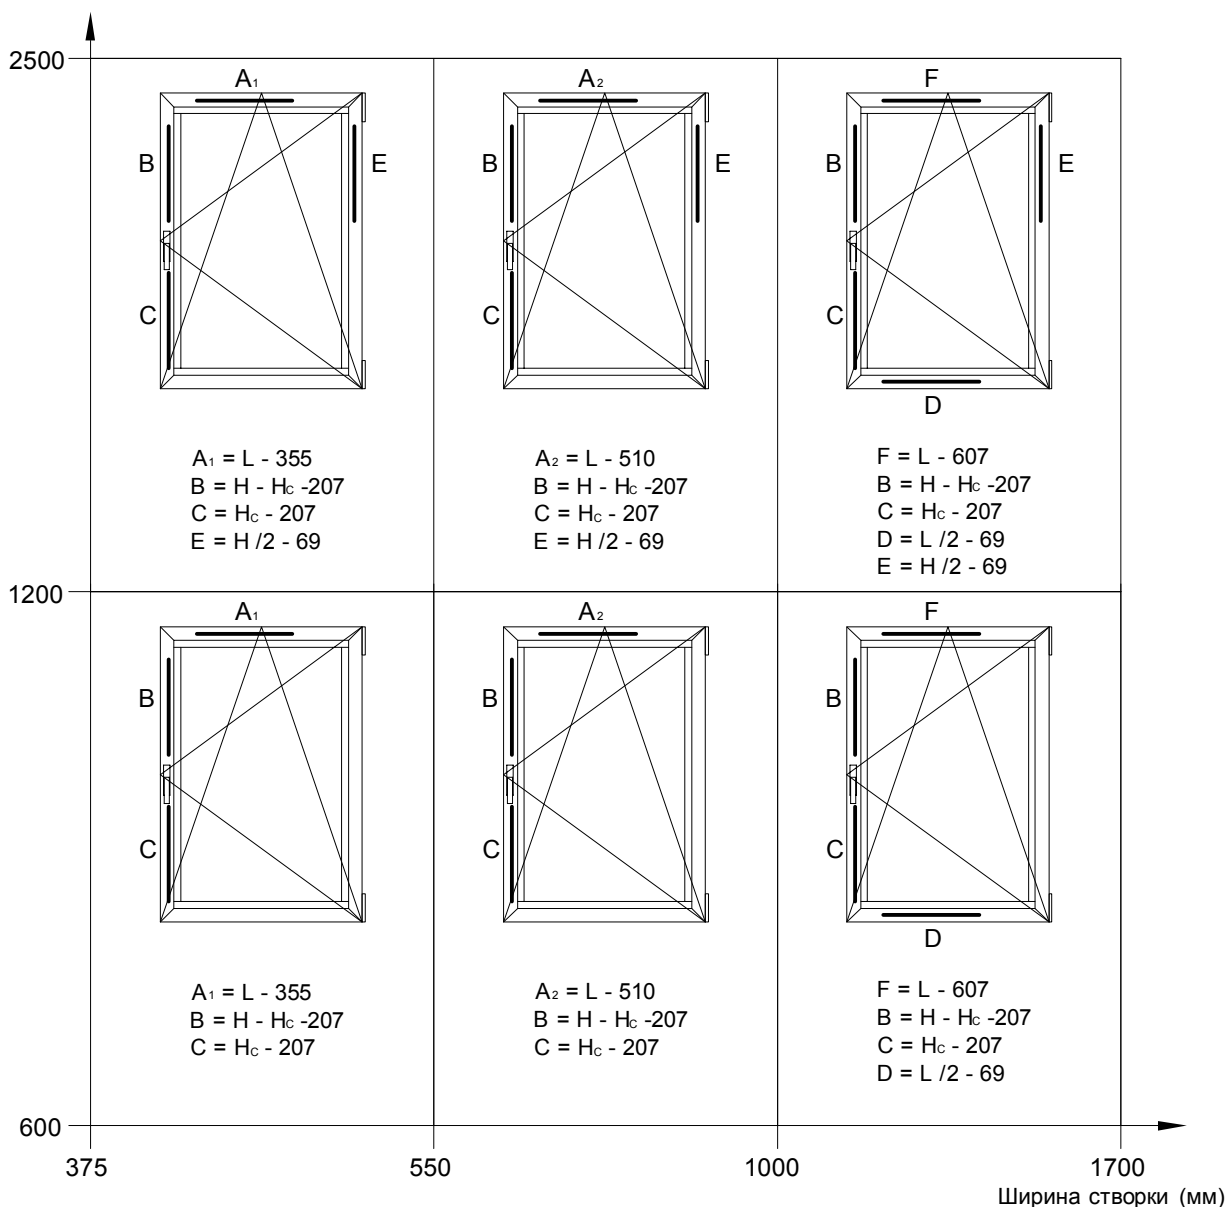 2500
A₁
A₂
F
B
E
B
E
B
E
C
C
C
D
A₁ = L - 355
B = H - Hc -207
C = Hc - 207
E = H /2 - 69
A₂ = L - 510
B = H - Hc -207
C = Hc - 207
E = H /2 - 69
F = L - 607
B = H - Hc -207
C = Hc - 207
D = L /2 - 69
E = H /2 - 69
1200
A₁
A₂
F
B
B
B
C
C
C
D
A₁ = L - 355
B = H - Hc -207
C = Hc - 207
A₂ = L - 510
B = H - Hc -207
C = Hc - 207
F = L - 607
B = H - Hc -207
C = Hc - 207
D = L /2 - 69
600
375
550
1000
1700
Ширина створки (мм)